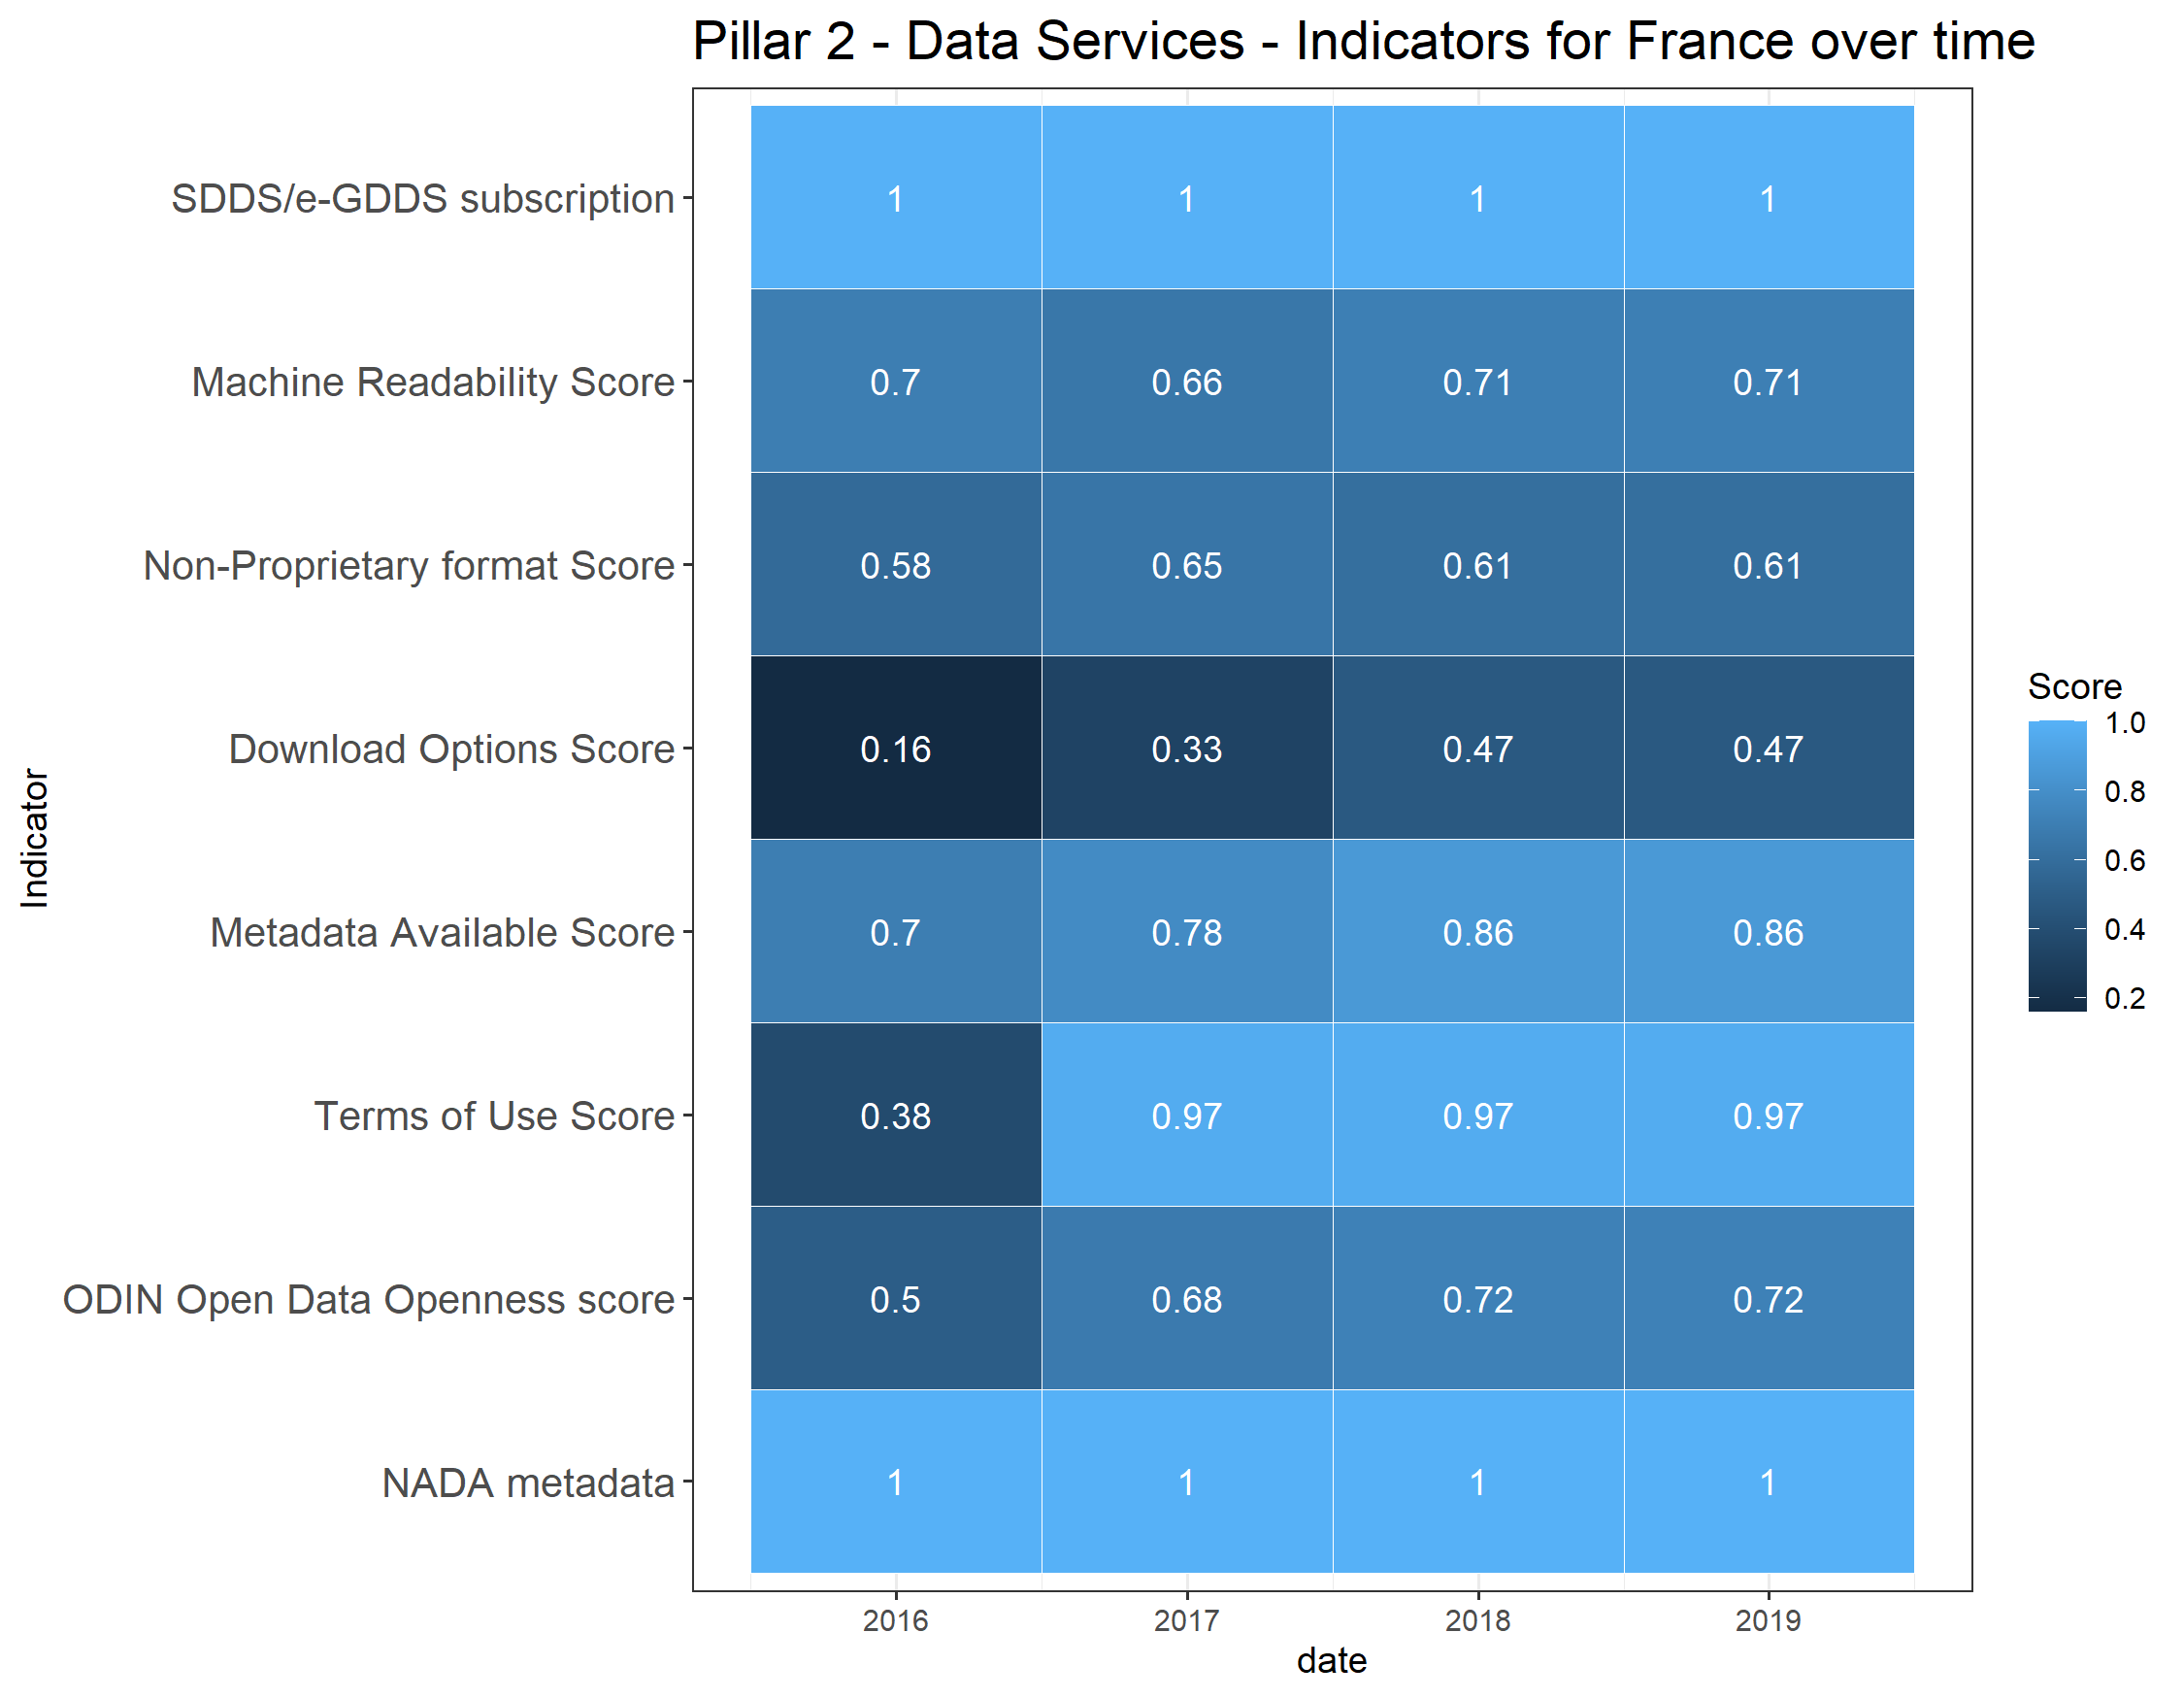 Pillar 2 - Data Services - Indicators for France over time
SDDS/e-GDDS subscription 1 1 1 1
Machine Readability Score 0.7 0.66 0.71 0.71
Non-Proprietary format Score 0.58 0.65 0.61 0.61
Download Options Score 0.16 0.33 0.47 0.47
Metadata Available Score 0.7 0.78 0.86 0.86
Terms of Use Score 0.38 0.97 0.97 0.97
ODIN Open Data Openness score 0.5 0.68 0.72 0.72
NADA metadata 1 1 1 1
2016 2017 2018 2019
date
Indicator
Score
1.0
0.8
0.6
0.4
0.2